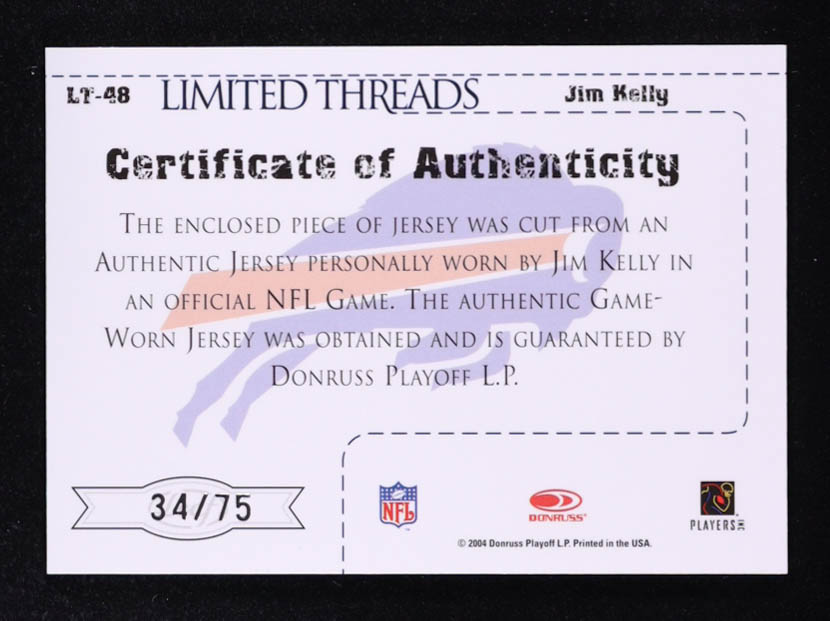 LT-48 LIMITED THREADS Jim Kelly
Certificate of Authenticity
THE ENCLOSED PIECE OF JERSEY WAS CUT FROM AN
AUTHENTIC JERSEY PERSONALLY WORN BY JIM KELLY IN
AN OFFICIAL NFL GAME. THE AUTHENTIC GAME-
WORN JERSEY WAS OBTAINED AND IS GUARANTEED BY
DONRUSS PLAYOFF L.P.
34/75
NFL
DONRUSS
PLAYERS INC
© 2004 Donruss Playoff L.P. Printed in the USA.